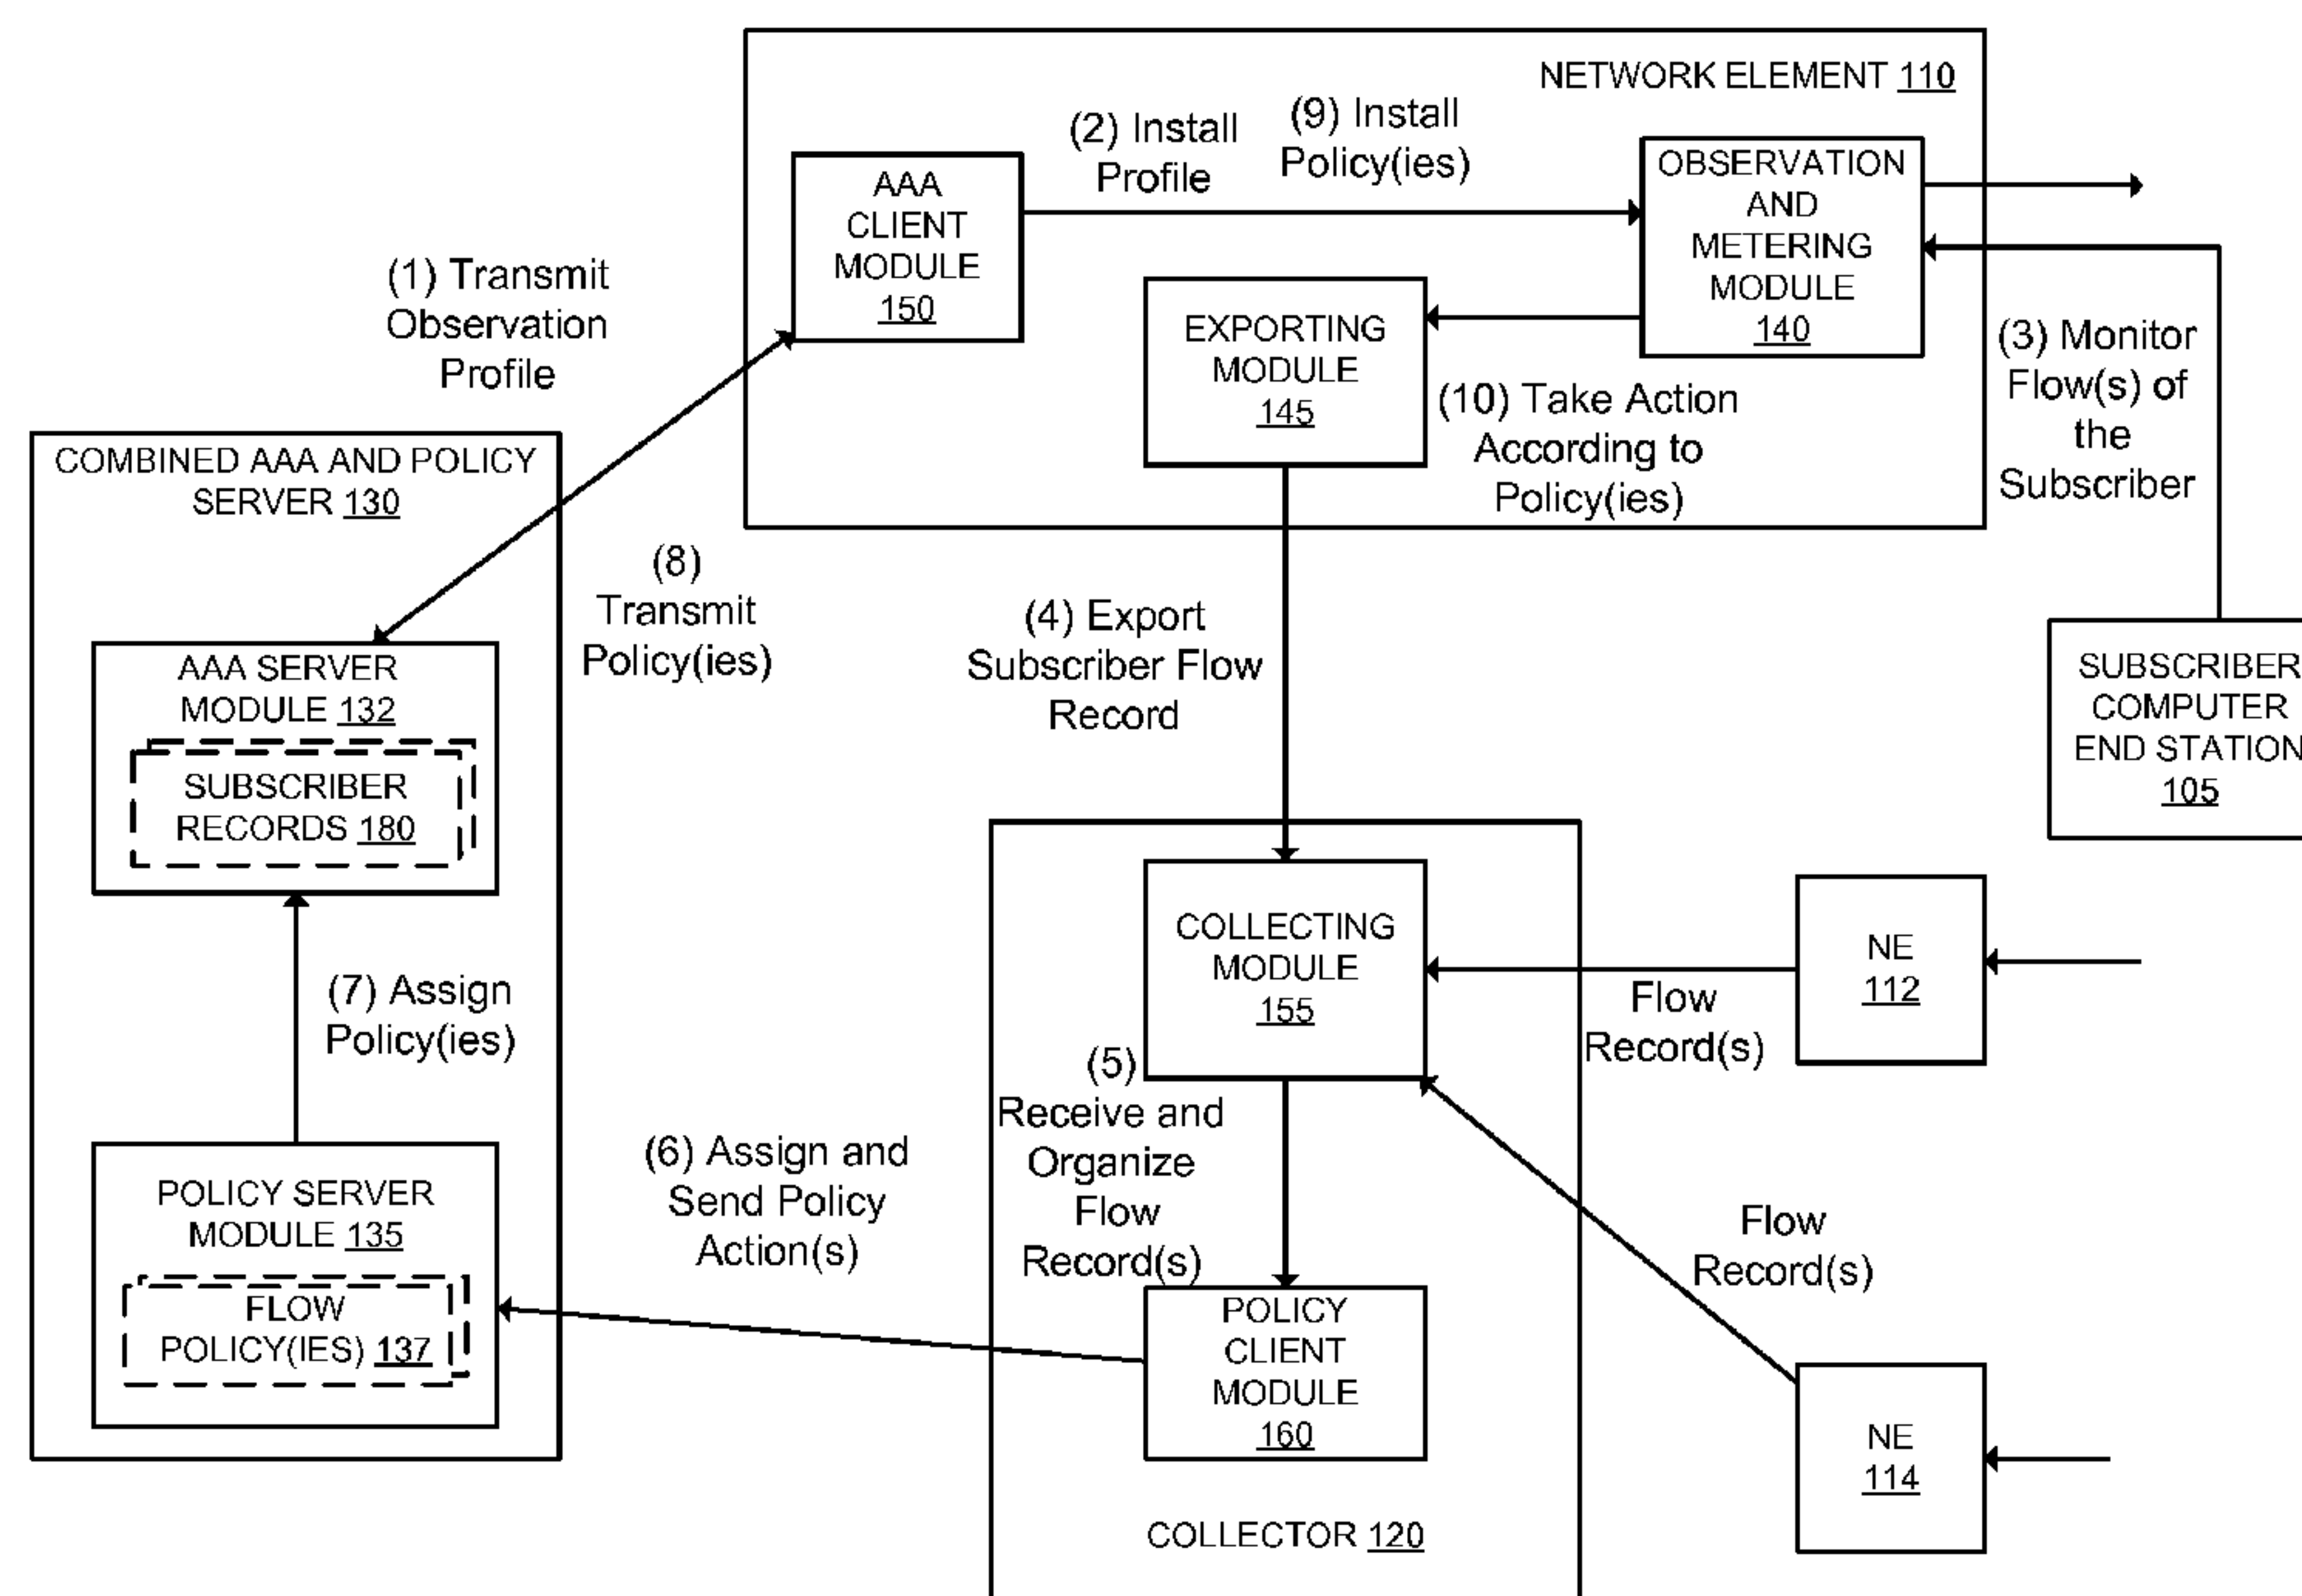 NETWORK ELEMENT 110
(2) Install
Profile
(9) Install
Policy(ies)
AAA
CLIENT
MODULE
150
OBSERVATION
AND
METERING
MODULE
140
EXPORTING
MODULE
145
(1) Transmit
Observation
Profile
(3) Monitor
Flow(s) of
the
Subscriber
(10) Take Action
According to
Policy(ies)
COMBINED AAA AND POLICY
SERVER 130
(8)
Transmit
Policy(ies)
(4) Export
Subscriber Flow
Record
AAA SERVER
MODULE 132
SUBSCRIBER
RECORDS 180
SUBSCRIBER
COMPUTER
END STATION
105
COLLECTING
MODULE
155
NE
112
Flow
Record(s)
(7) Assign
Policy(ies)
(5)
Receive and
Organize
Flow
Record(s)
(6) Assign and
Send Policy
Action(s)
POLICY SERVER
MODULE 135
FLOW
POLICY(IES) 137
Flow
Record(s)
POLICY
CLIENT
MODULE
160
NE
114
COLLECTOR 120